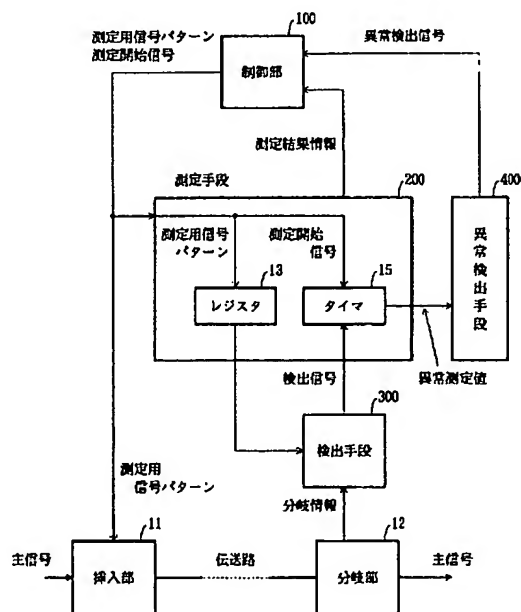 100
測定用信号パターン
測定開始信号
制御部
異常検出信号
測定結果情報
測定手段
200
400
測定用信号
パターン
測定開始
信号
13
15
レジスタ
タイマ
異常検出手段
検出信号
異常測定値
300
検出手段
測定用
信号パターン
分岐情報
11
12
主信号
挿入部
伝送路
分岐部
主信号